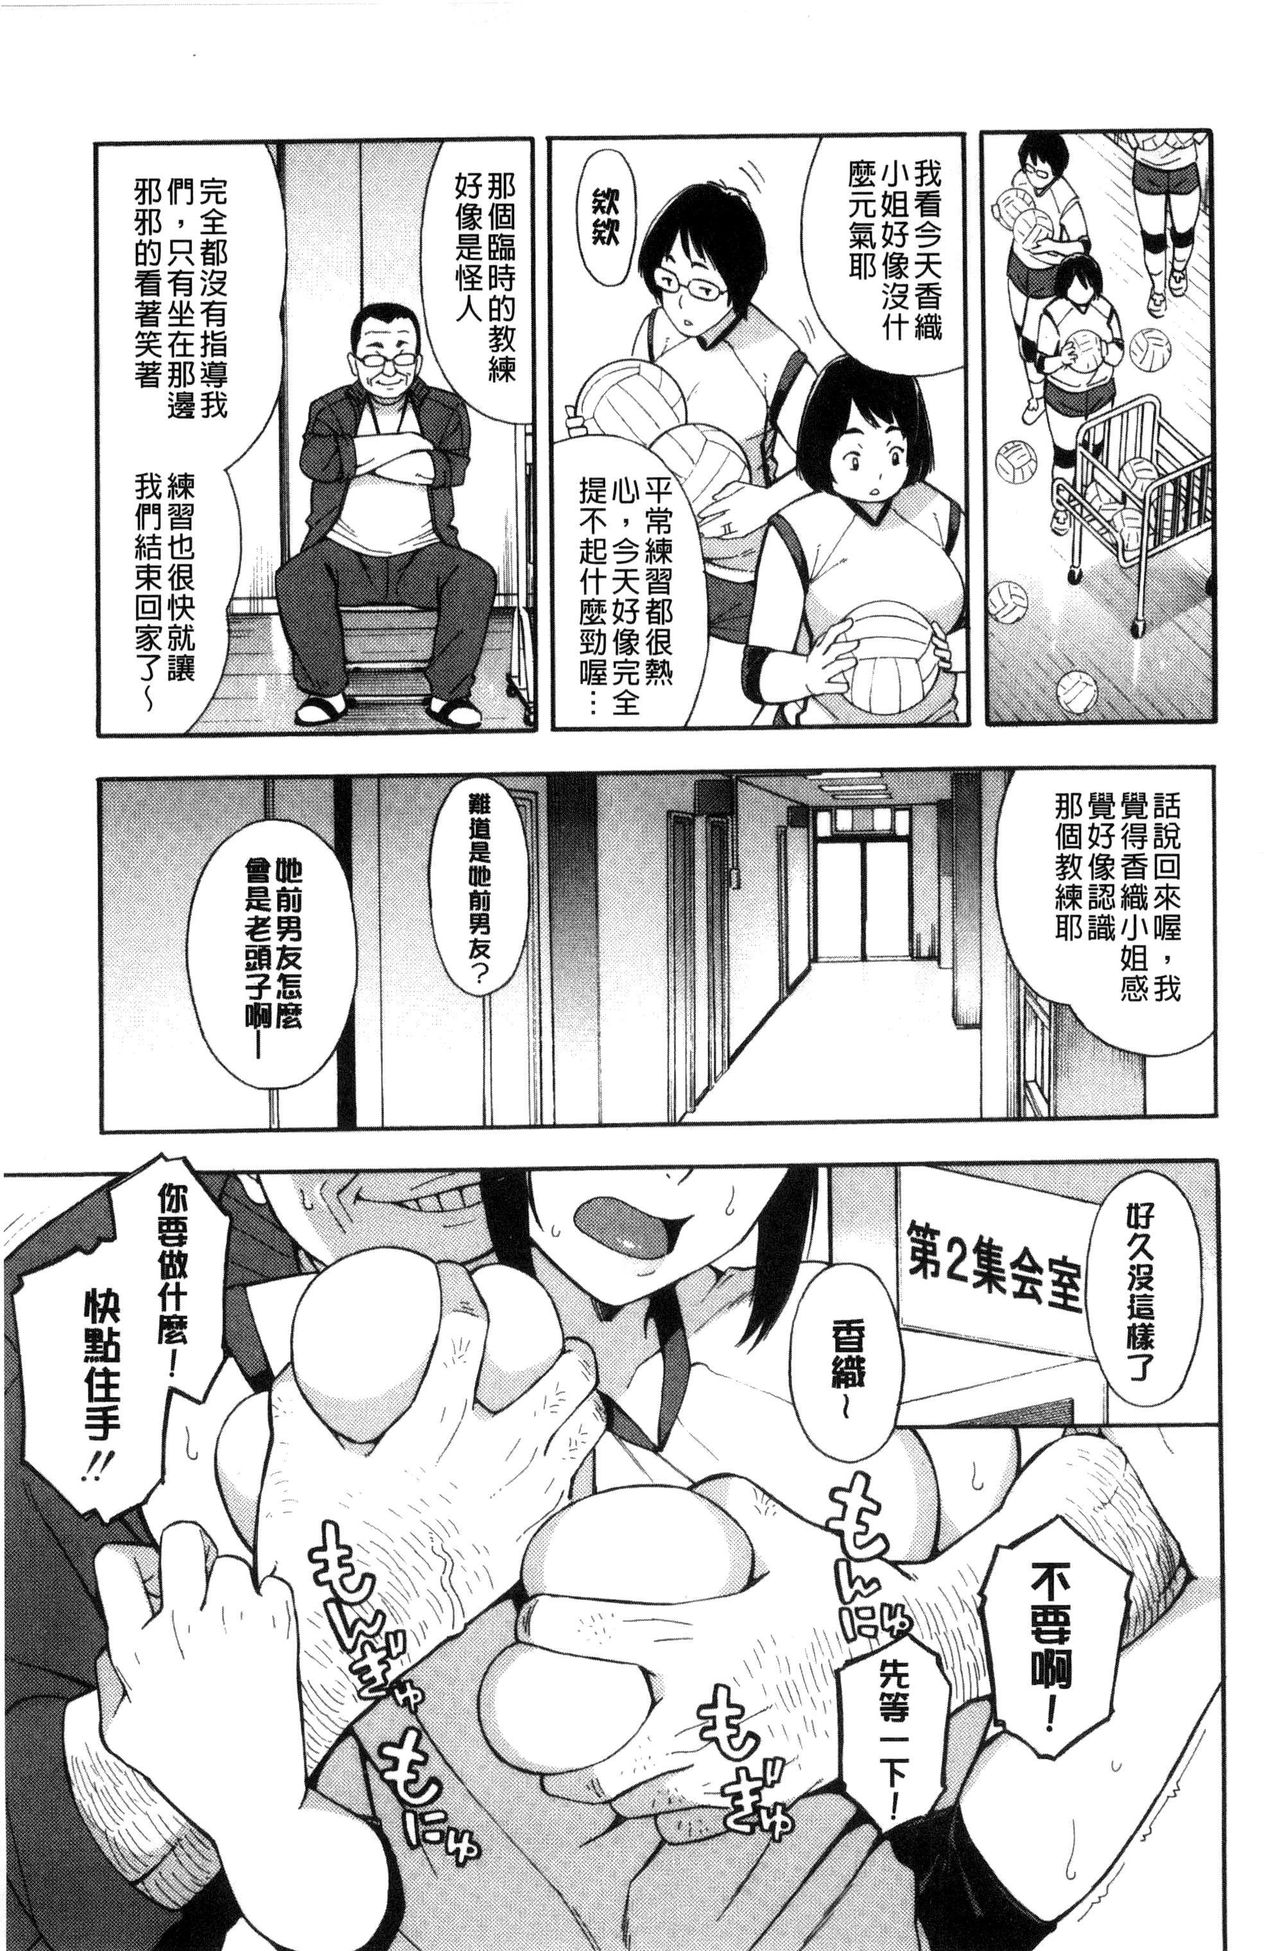 我看今天香織
小姐好像沒什
麼元氣耶
欸欸
平常練習都很熱
心，今天好像完全
提不起什麼勁喔…
那個臨時的教練
好像是怪人
完全都沒有指導我
們，只有坐在那邊
邪邪的看著笑著
練習也很快就讓
我們結束回家了～
話說回來喔，我
覺得香織小姐感
覺好像認識
那個教練耶
難道是她前男友？
她前男友怎麼
會是老頭子啊ー
好久沒這樣了
第2集会室
香織～
你要做什麼！
快點住手!!
不要啊！
先等一下！
もんにゅ
もんぎゅ
もぎゅ
もにゅ